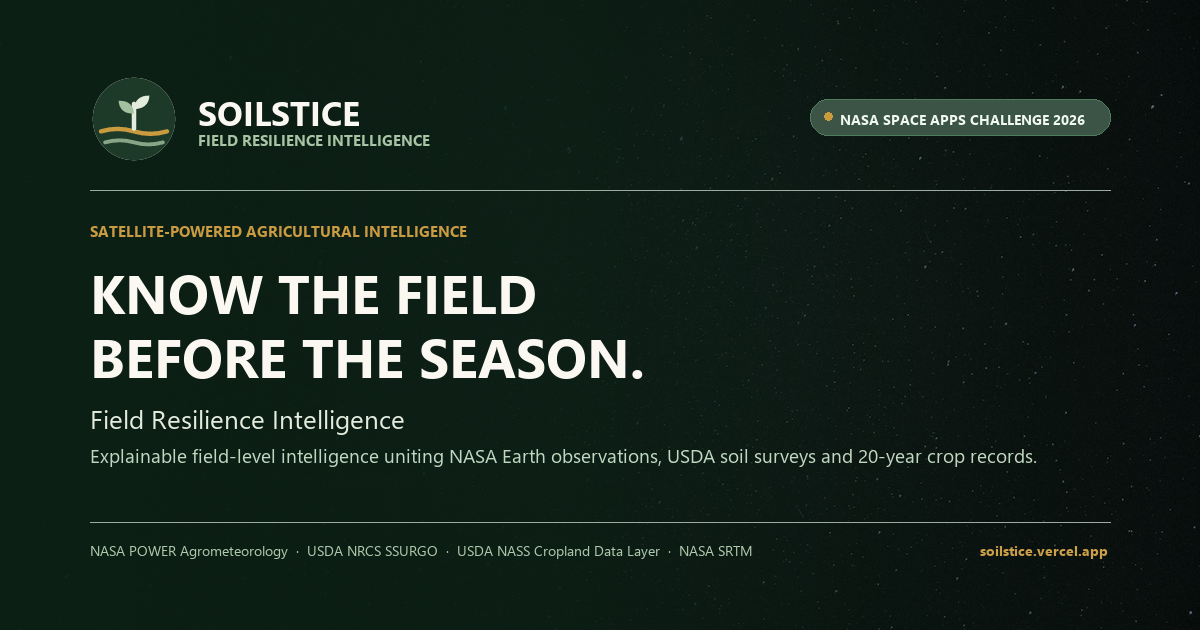 SOILSTICE
FIELD RESILIENCE INTELLIGENCE
NASA SPACE APPS CHALLENGE 2026
SATELLITE-POWERED AGRICULTURAL INTELLIGENCE
KNOW THE FIELD
BEFORE THE SEASON.
Field Resilience Intelligence
Explainable field-level intelligence uniting NASA Earth observations, USDA soil surveys and 20-year crop records.
NASA POWER Agrometeorology · USDA NRCS SSURGO · USDA NASS Cropland Data Layer · NASA SRTM
soilstice.vercel.app